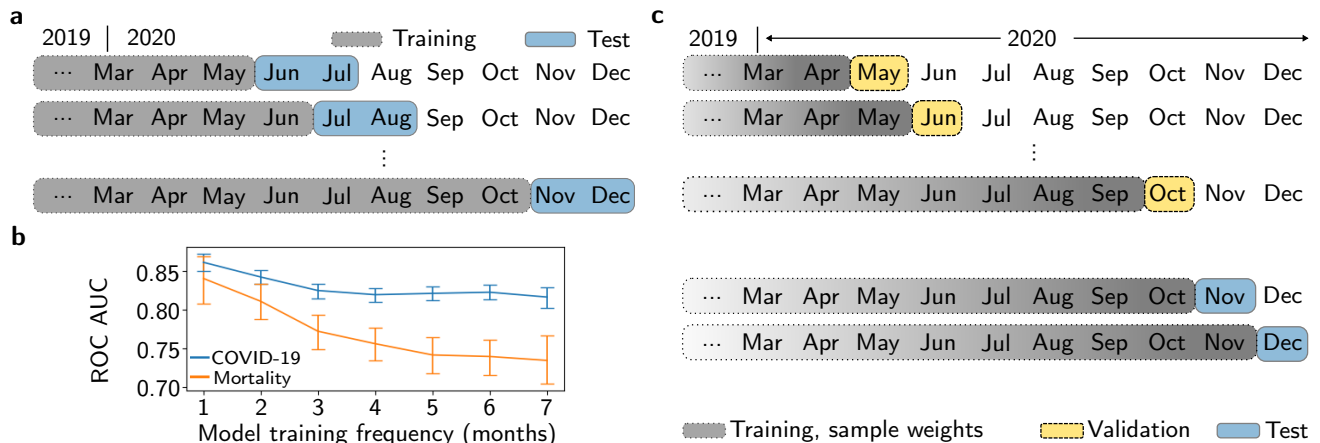 a
2019 | 2020
Training
Test
... Mar Apr May Jun Jul Aug Sep Oct Nov Dec
... Mar Apr May Jun Jul Aug Sep Oct Nov Dec
⋮
... Mar Apr May Jun Jul Aug Sep Oct Nov Dec
b
ROC AUC
0.85
0.80
0.75
0.70
COVID-19
Mortality
1 2 3 4 5 6 7
Model training frequency (months)
c
2019 | 2020
... Mar Apr May Jun Jul Aug Sep Oct Nov Dec
... Mar Apr May Jun Jul Aug Sep Oct Nov Dec
⋮
... Mar Apr May Jun Jul Aug Sep Oct Nov Dec
... Mar Apr May Jun Jul Aug Sep Oct Nov Dec
... Mar Apr May Jun Jul Aug Sep Oct Nov Dec
Training, sample weights
Validation
Test